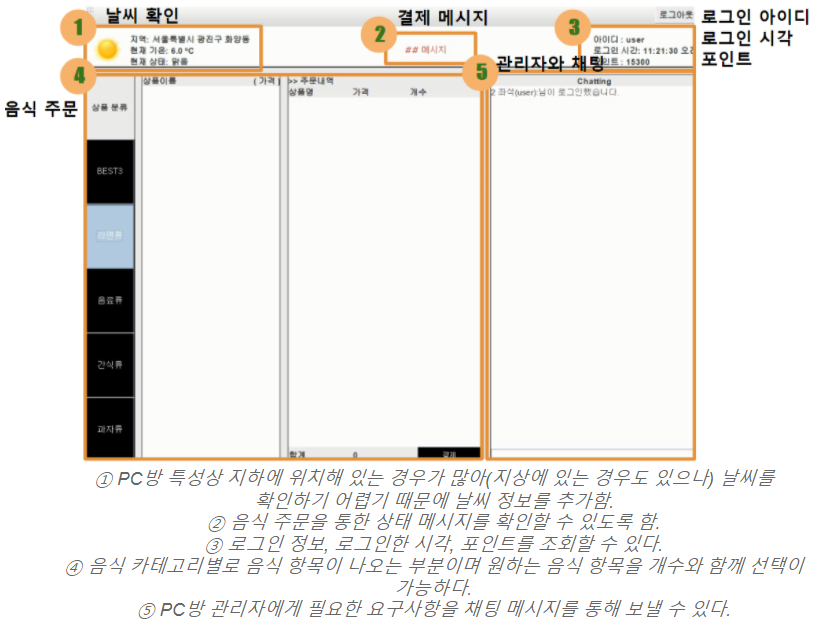 날씨 확인
결제 메시지
로그아웃
로그인 아이디
로그인 시각
포인트
1
지역: 서울특별시 광진구 화양동
현재 기온: 6.0 ºC
현재 상태: 맑음
2
## 메시지
3
아이디 : user
로그인 시간: 11:21:30 오전
포인트 : 15300
관리자와 채팅
4
5
음식 주문
상품 분류
상품이름
( 가격 )
>> 주문내역
상품명 가격 개수
Chatting
2 좌석(user)님이 로그인했습니다.
BEST3
라면류
음료류
간식류
과자류
합계 0
결제
① PC방 특성상 지하에 위치해 있는 경우가 많아(지상에 있는 경우도 있으나) 날씨를
확인하기 어렵기 때문에 날씨 정보를 추가함.
② 음식 주문을 통한 상태 메시지를 확인할 수 있도록 함.
③ 로그인 정보, 로그인한 시각, 포인트를 조회할 수 있다.
④ 음식 카테고리별로 음식 항목이 나오는 부분이며 원하는 음식 항목을 개수와 함께 선택이
가능하다.
⑤ PC방 관리자에게 필요한 요구사항을 채팅 메시지를 통해 보낼 수 있다.